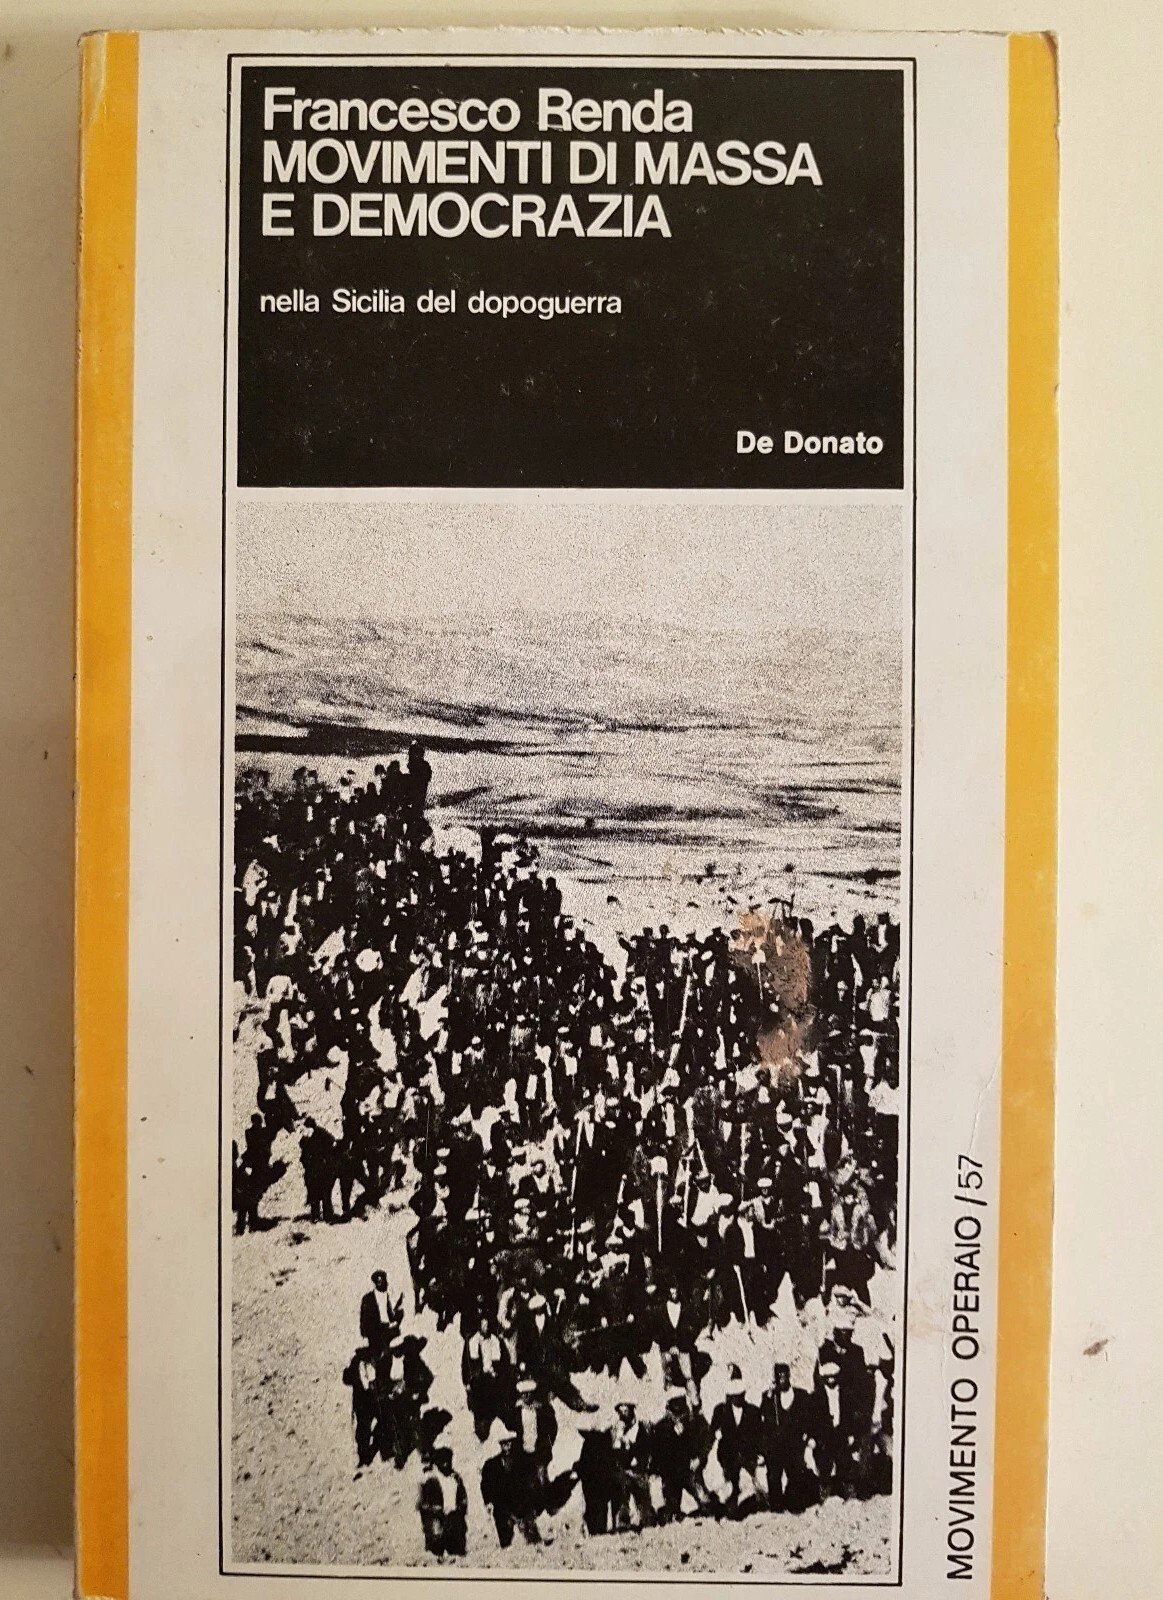 Francesco Renda
MOVIMENTI DI MASSA
E DEMOCRAZIA
nella Sicilia del dopoguerra
De Donato
MOVIMENTO OPERAIO / 57